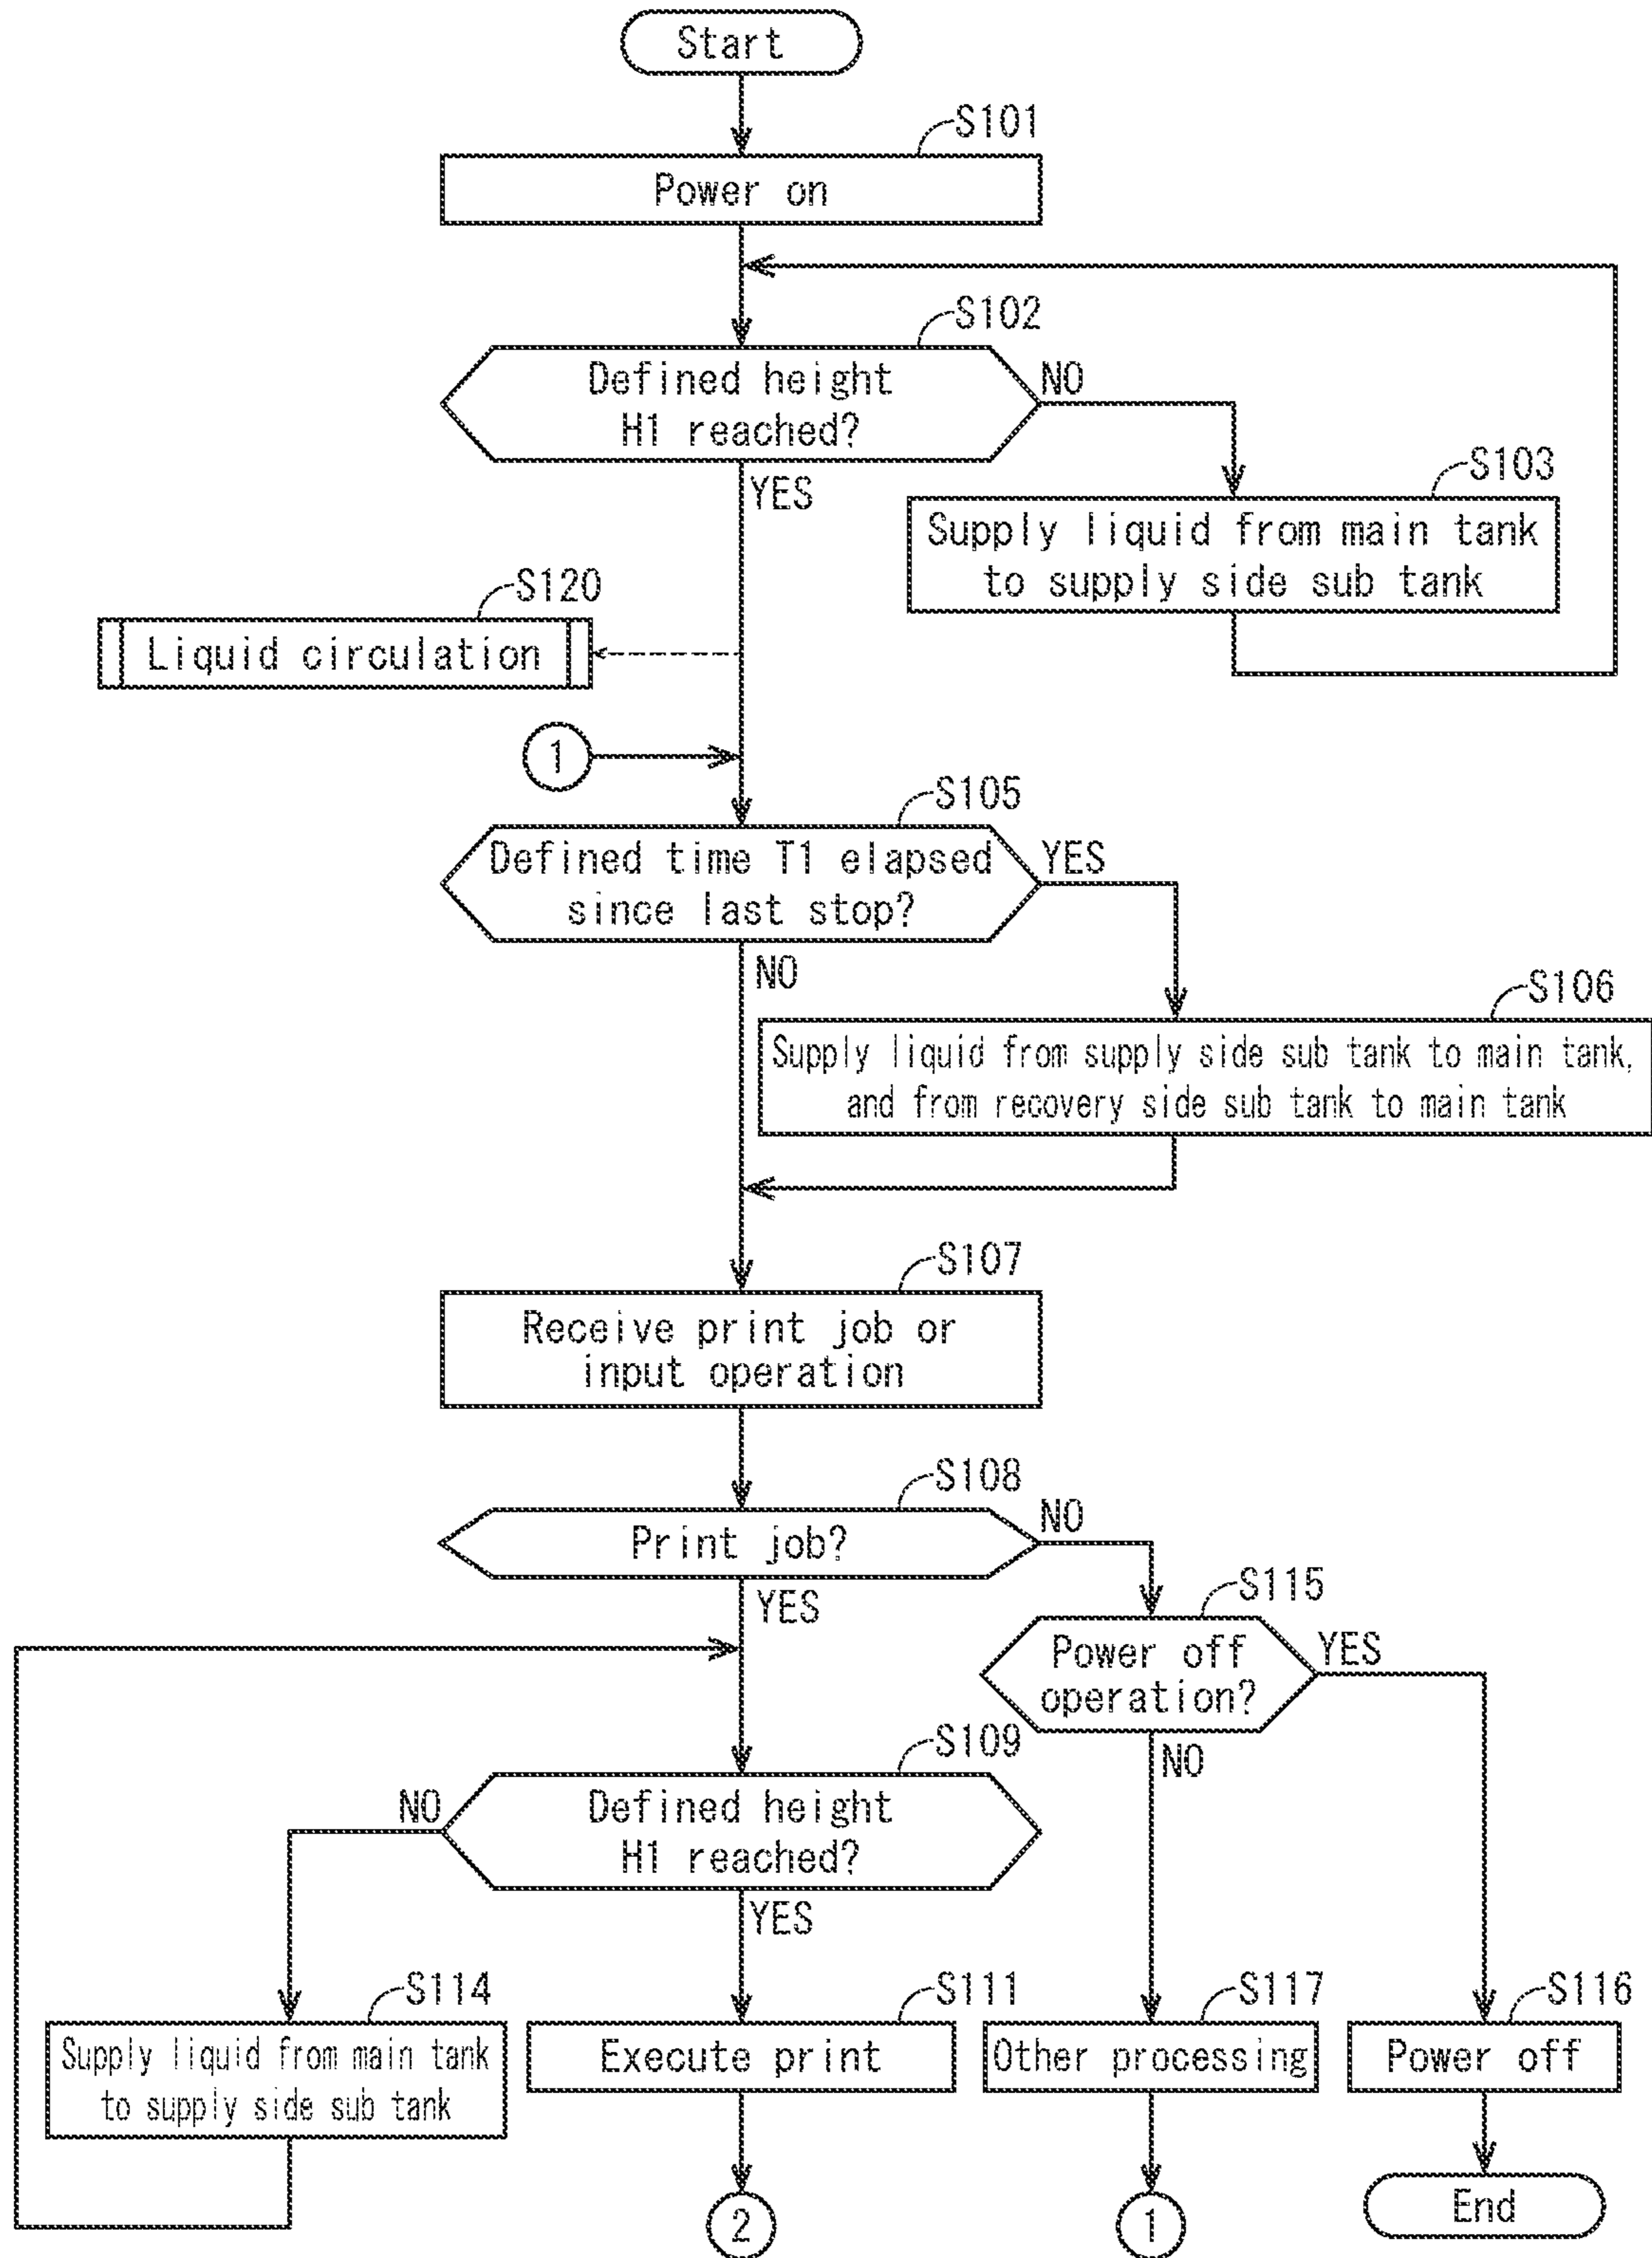 Start
S101
Power on
S102
Defined height
H1 reached?
NO
YES
S103
Supply liquid from main tank
to supply side sub tank
S120
Liquid circulation
1
S105
Defined time T1 elapsed
since last stop?
YES
NO
S106
Supply liquid from supply side sub tank to main tank,
and from recovery side sub tank to main tank
S107
Receive print job or
input operation
S108
Print job?
NO
YES
S115
Power off
operation?
YES
NO
S109
Defined height
H1 reached?
NO
YES
S114
Supply liquid from main tank
to supply side sub tank
S111
Execute print
S117
Other processing
S116
Power off
2
1
End